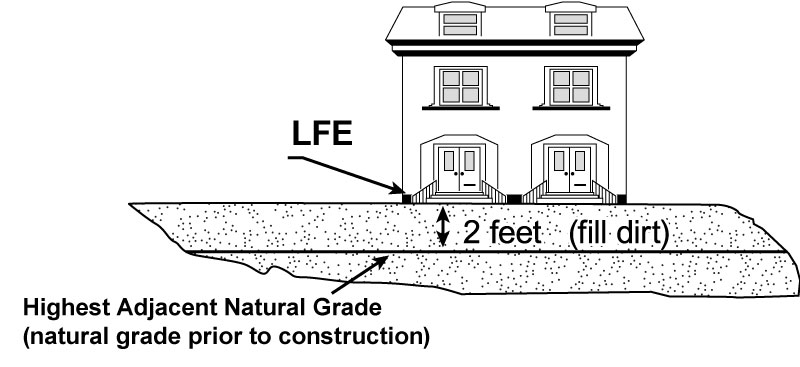 LFE
2 feet (fill dirt)
Highest Adjacent Natural Grade
(natural grade prior to construction)